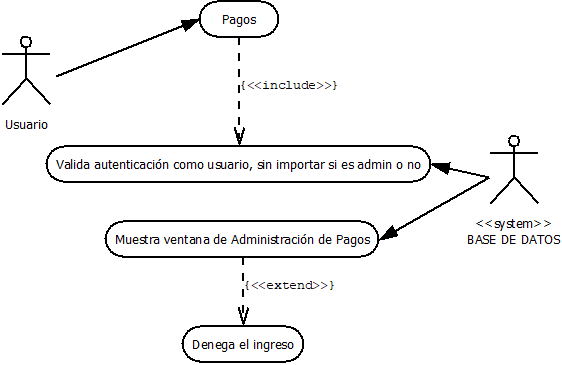 Pagos
{<<include>>}
Usuario
Valida autenticación como usuario, sin importar si es admin o no
<<system>>
BASE DE DATOS
Muestra ventana de Administración de Pagos
{<<extend>>}
Denega el ingreso